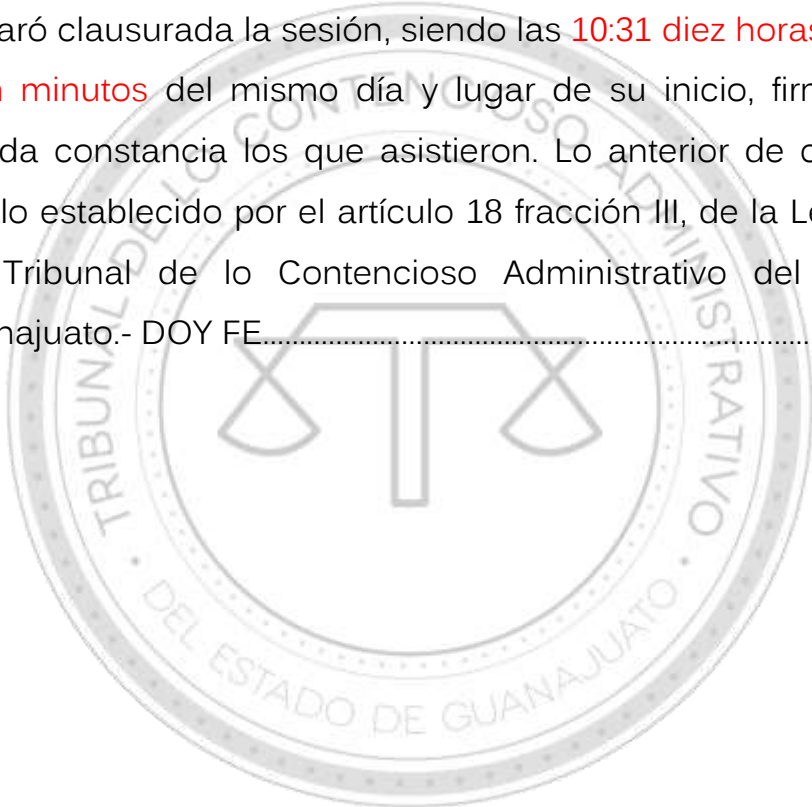 aró clausurada la sesión, siendo las 10:31 diez horas
minutos del mismo día y lugar de su inicio, fir
da constancia los que asistieron. Lo anterior de
lo establecido por el artículo 18 fracción III, de la L
Tribunal de lo Contencioso Administrativo del
najuato.- DOY FE............................................................................
TRIBUNAL DE LO CONTENCIOSO ADMINISTRATIVO
· DEL ESTADO DE GUANAJUATO ·